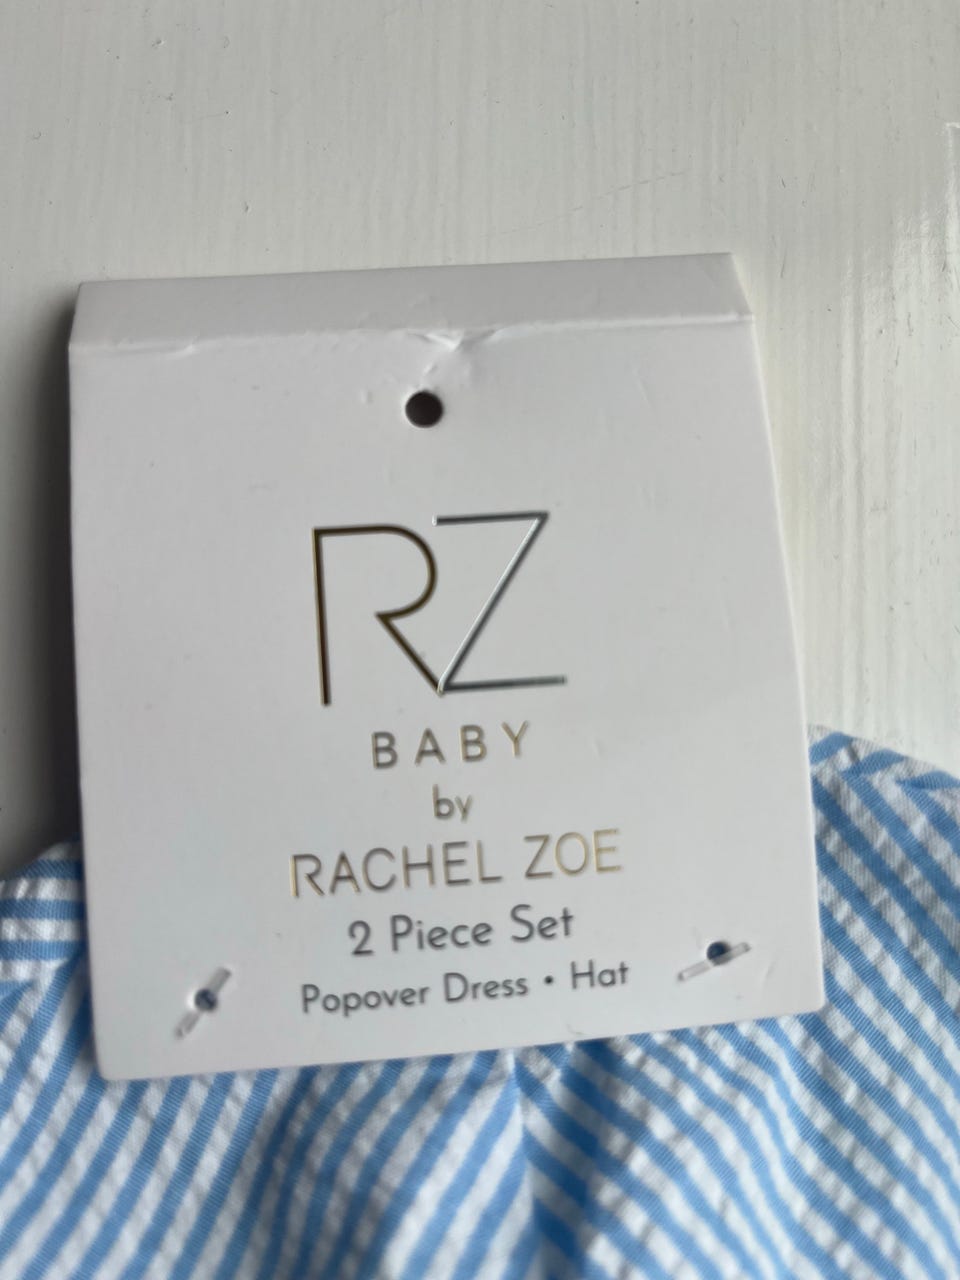 RZ
BABY
by
RACHEL ZOE
2 Piece Set
Popover Dress • Hat